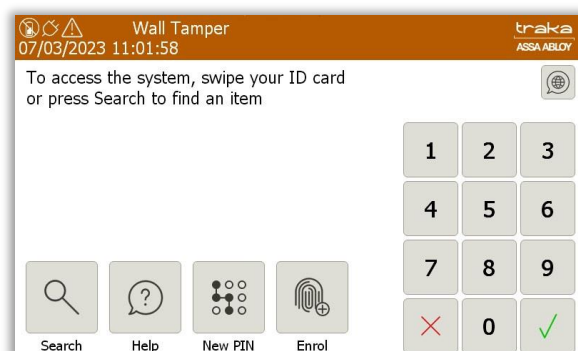 Wall Tamper
traka
07/03/2023 11:01:58
ASSA ABLOY
To access the system, swipe your ID card
or press Search to find an item
1 2 3
4 5 6
7 8 9
0
Search Help New PIN Enrol